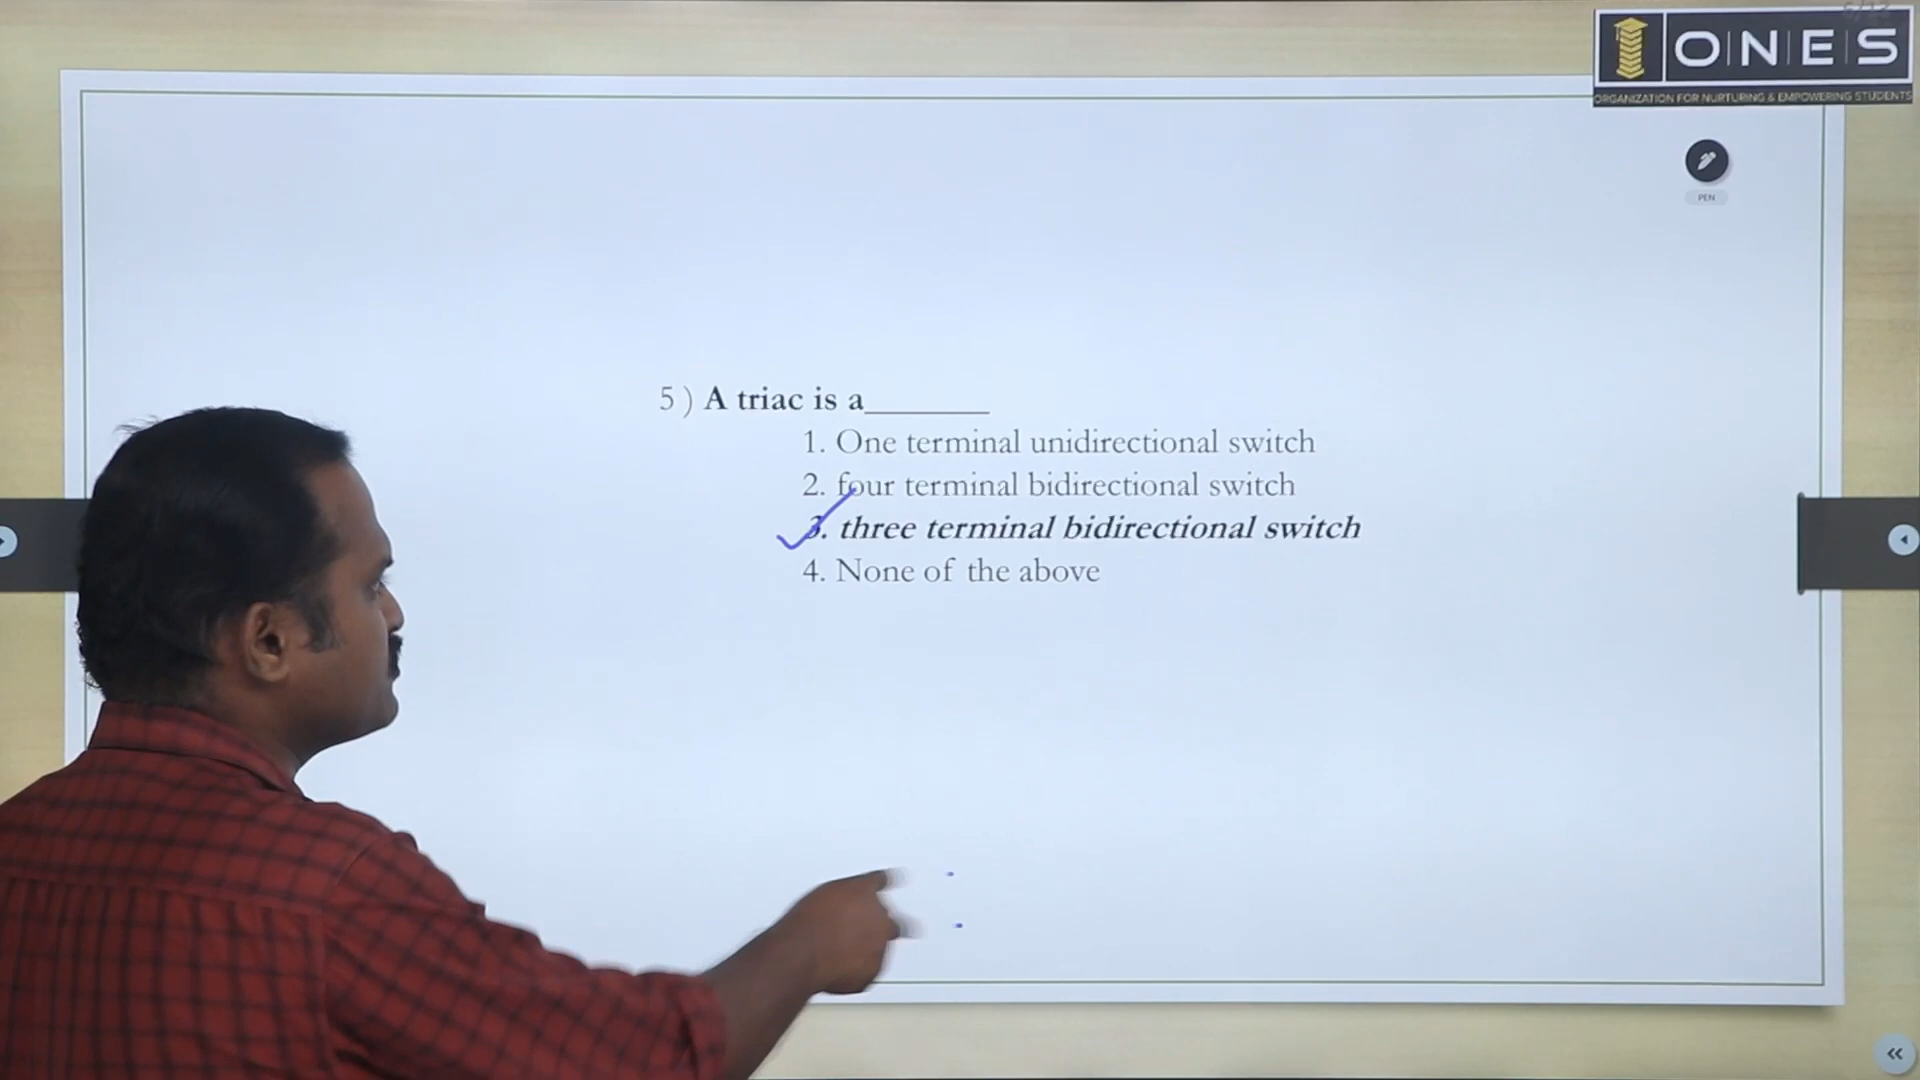 ONES
ORGANIZATION FOR NURTURING & EMPOWERING STUDENTS
PEN
5 ) A triac is a_______
1. One terminal unidirectional switch
2. four terminal bidirectional switch
3. three terminal bidirectional switch
4. None of the above